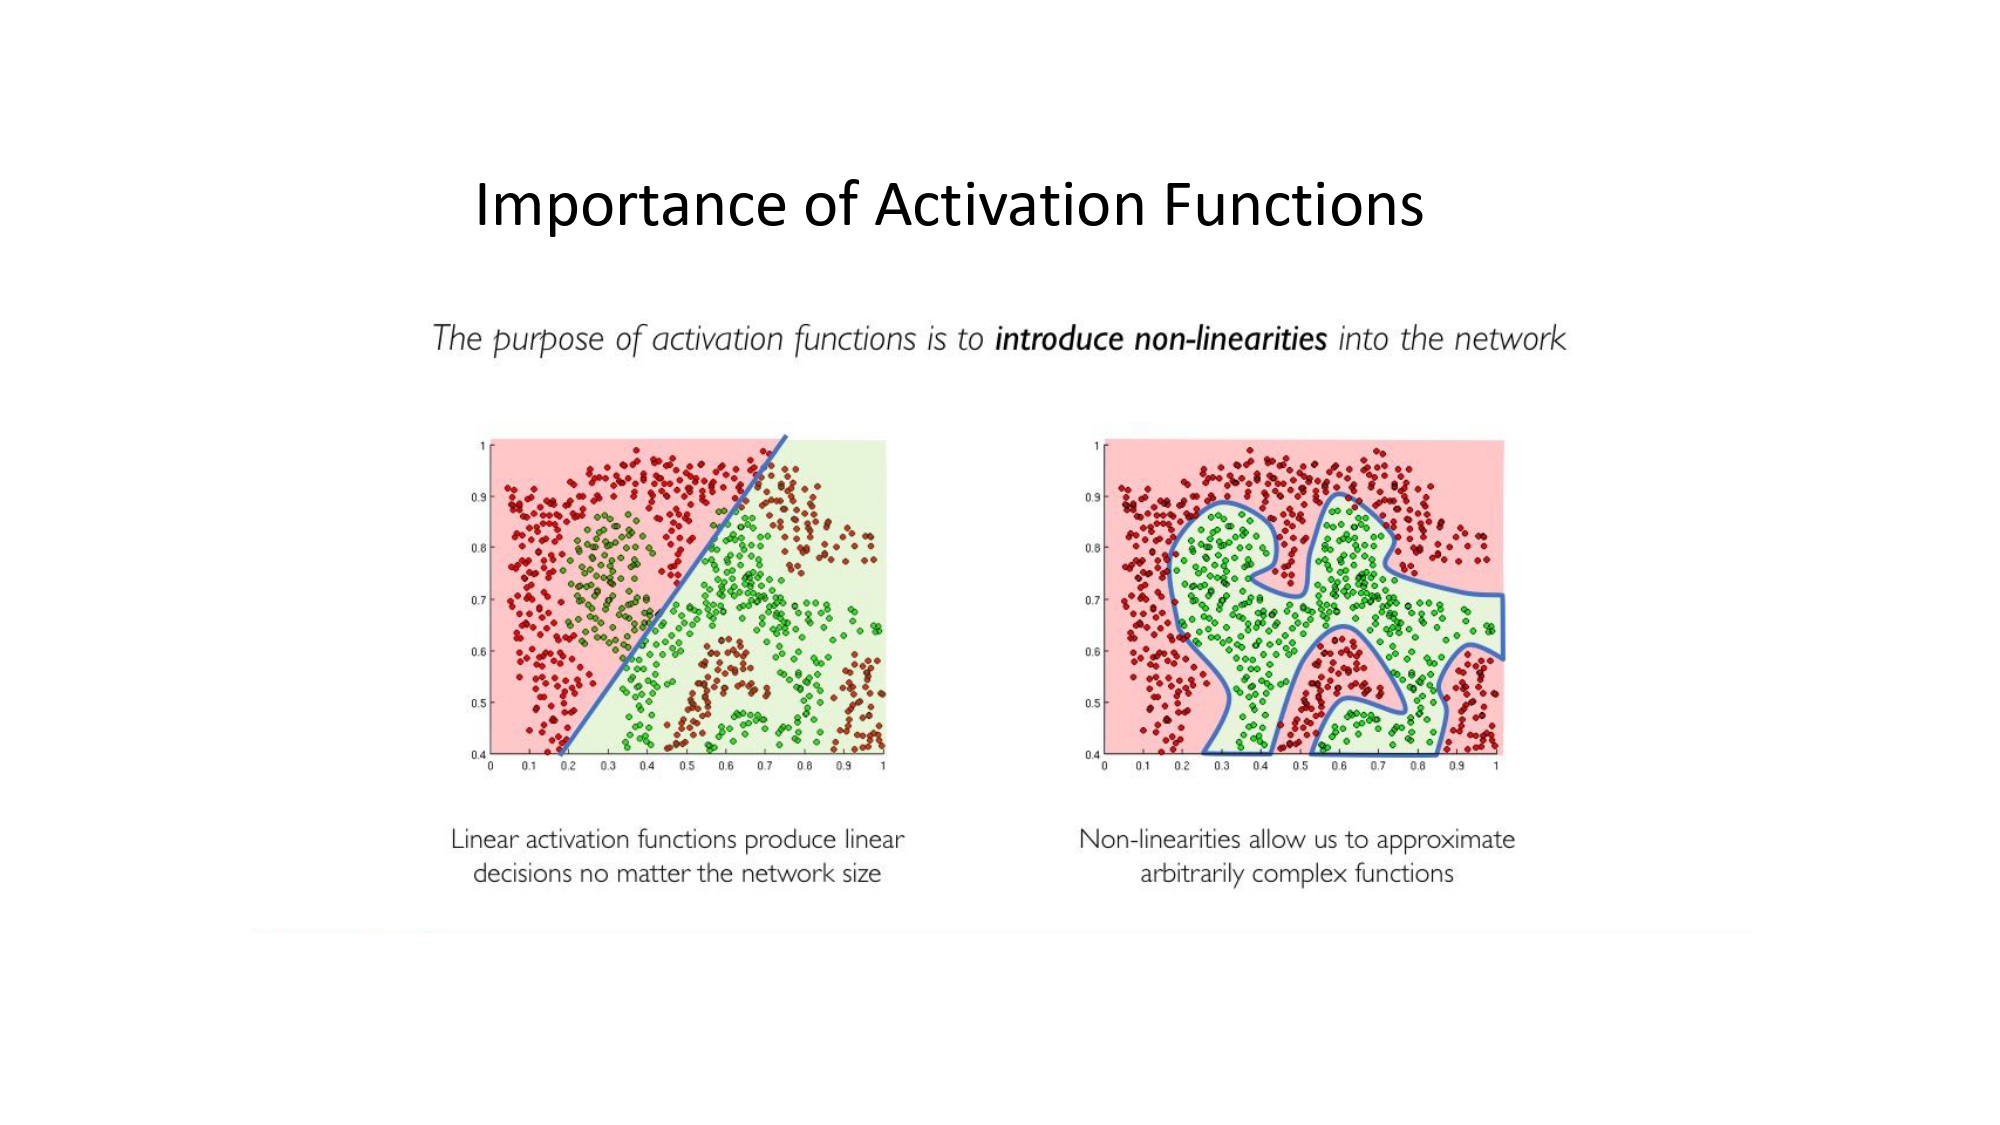 Importance of Activation Functions
The purpose of activation functions is to introduce non-linearities into the network
1
0.9
0.8
0.7
0.6
0.5
0.4
0 0.1 0.2 0.3 0.4 0.5 0.6 0.7 0.8 0.9 1
1
0.9
0.8
0.7
0.6
0.5
0.4
0 0.1 0.2 0.3 0.4 0.5 0.6 0.7 0.8 0.9 1
Linear activation functions produce linear
decisions no matter the network size
Non-linearities allow us to approximate
arbitrarily complex functions